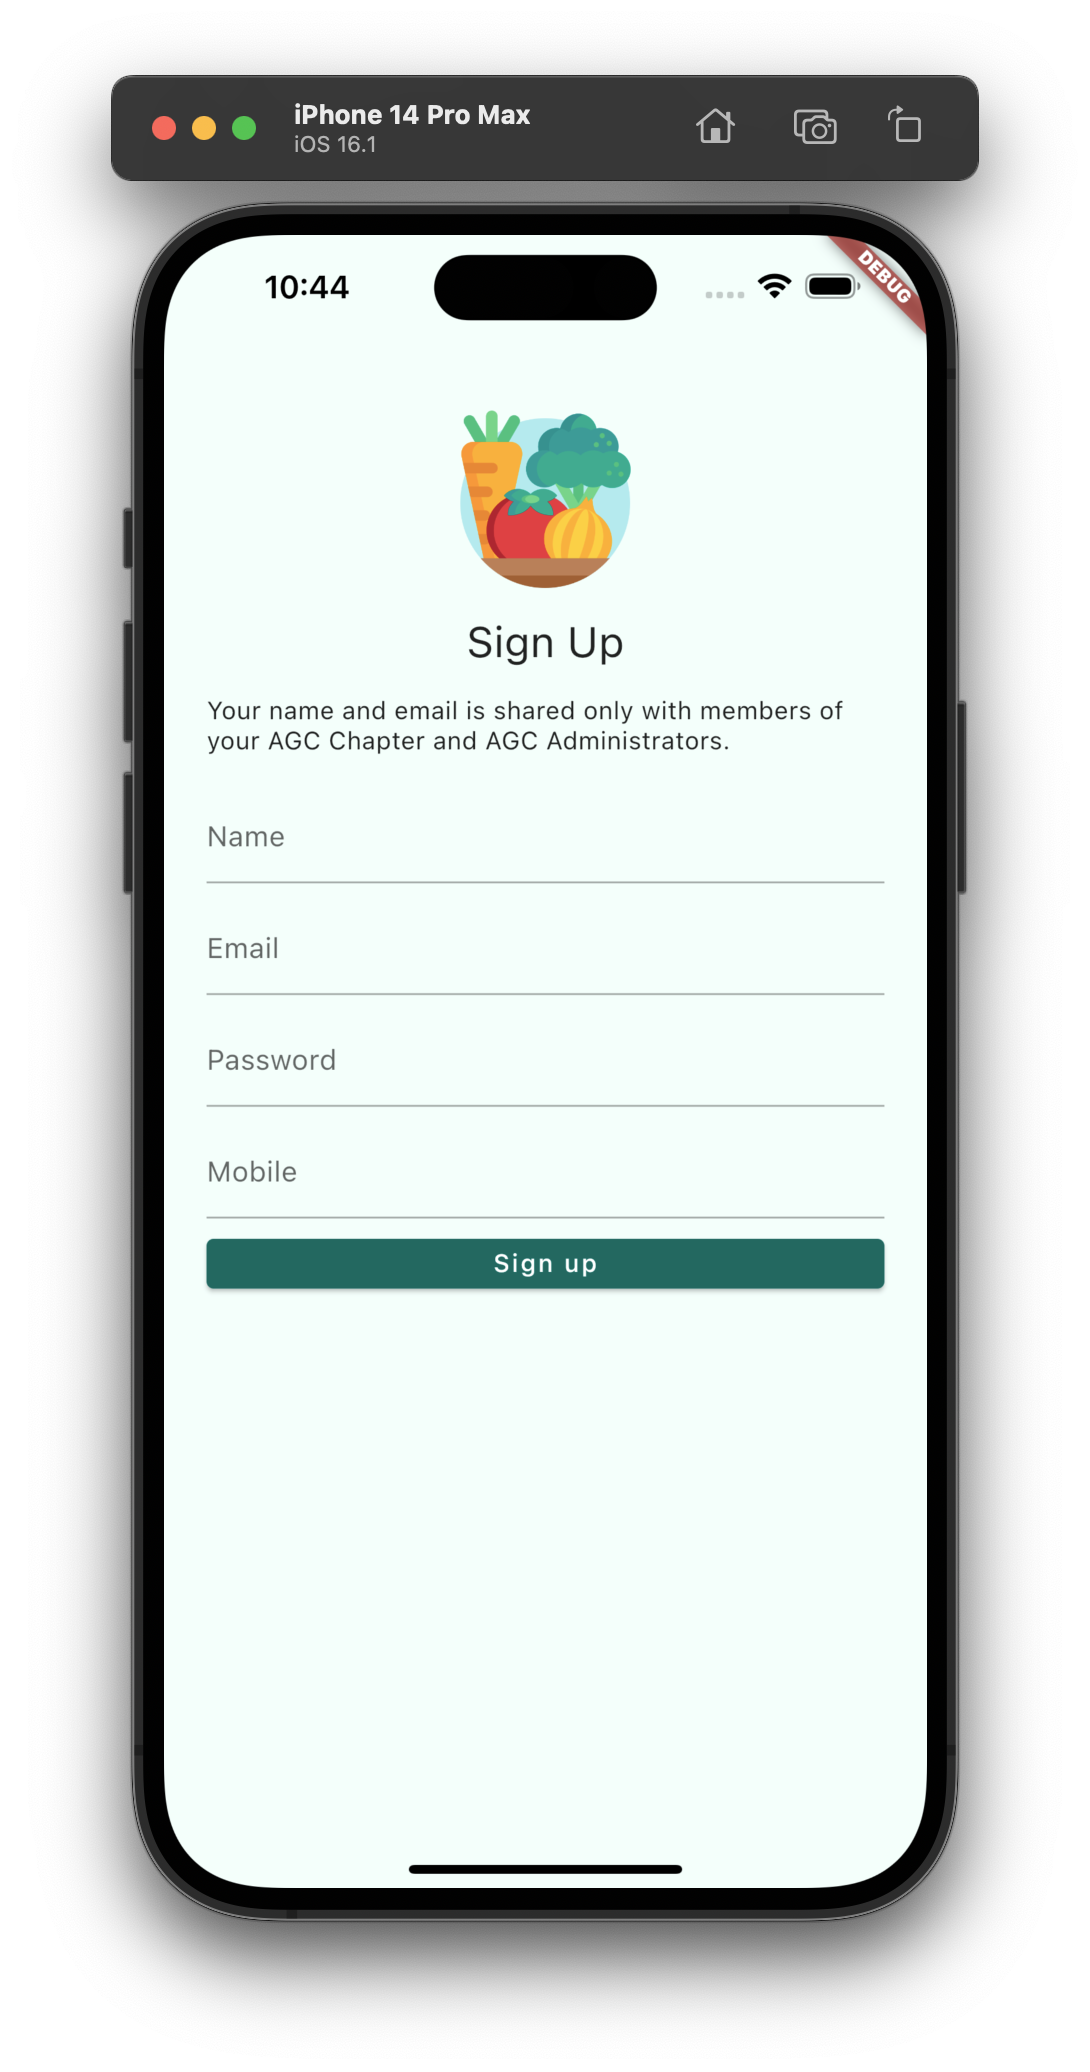 iPhone 14 Pro Max
iOS 16.1
10:44
DEBUG
Sign Up
Your name and email is shared only with members of
your AGC Chapter and AGC Administrators.
Name
Email
Password
Mobile
Sign up